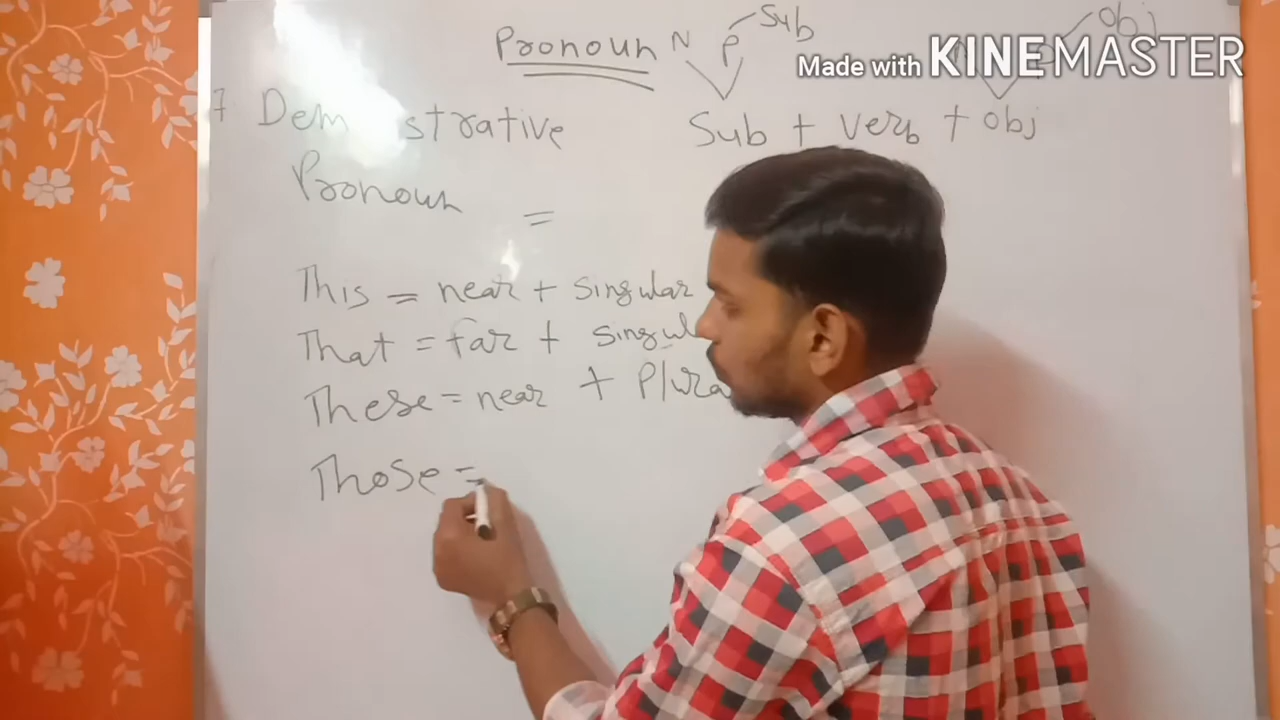 Pronoun N P Sub Obj
Made with KINEMASTER
7 Dem strative Sub + verb + obj
Pronoun =
This = near + singular
That = far + singul
These = near + Plura
Those =